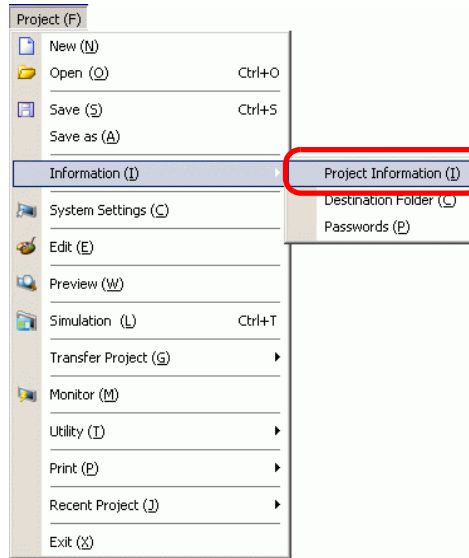 Project (F)
New (N)
Open (O) Ctrl+O
Save (S) Ctrl+S
Save as (A)
Information (I)
Project Information (I)
Destination Folder (C)
Passwords (P)
System Settings (C)
Edit (E)
Preview (W)
Simulation (L) Ctrl+T
Transfer Project (G)
Monitor (M)
Utility (T)
Print (P)
Recent Project (J)
Exit (X)